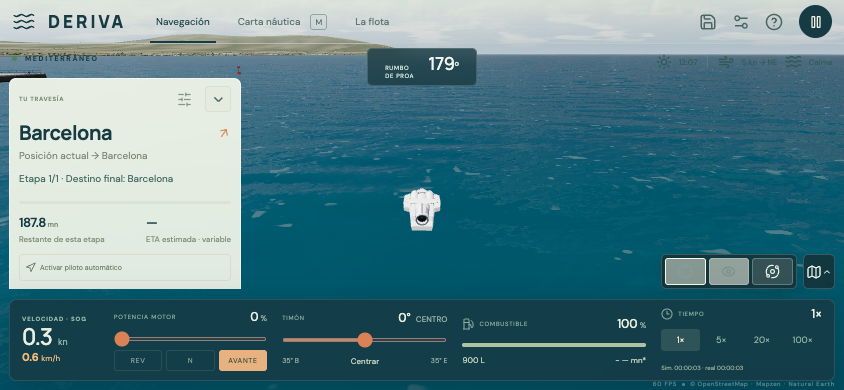 DERIVA
Navegación
Carta náutica M
La flota
MEDITERRÁNEO
RUMBO DE PROA 179°
12:07 5 kn → NE Calma
TU TRAVESÍA
Barcelona
Posición actual → Barcelona
Etapa 1/1 · Destino final: Barcelona
187.8 mn —
Restante de esta etapa ETA estimada · variable
Activar piloto automático
VELOCIDAD · SOG
0.3 kn
0.6 km/h
POTENCIA MOTOR 0 %
REV N AVANTE
TIMÓN 0° CENTRO
35° B Centrar 35° E
COMBUSTIBLE 100 %
900 L - — mn*
TIEMPO 1×
1× 5× 20× 100×
Sim. 00:00:03 · real 00:00:03
60 FPS © OpenStreetMap · Mapzen · Natural Earth